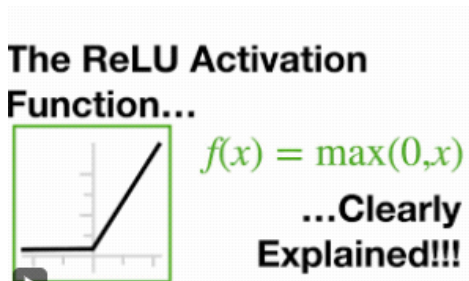 The ReLU Activation
Function...
f(x) = max(0,x)
...Clearly
Explained!!!